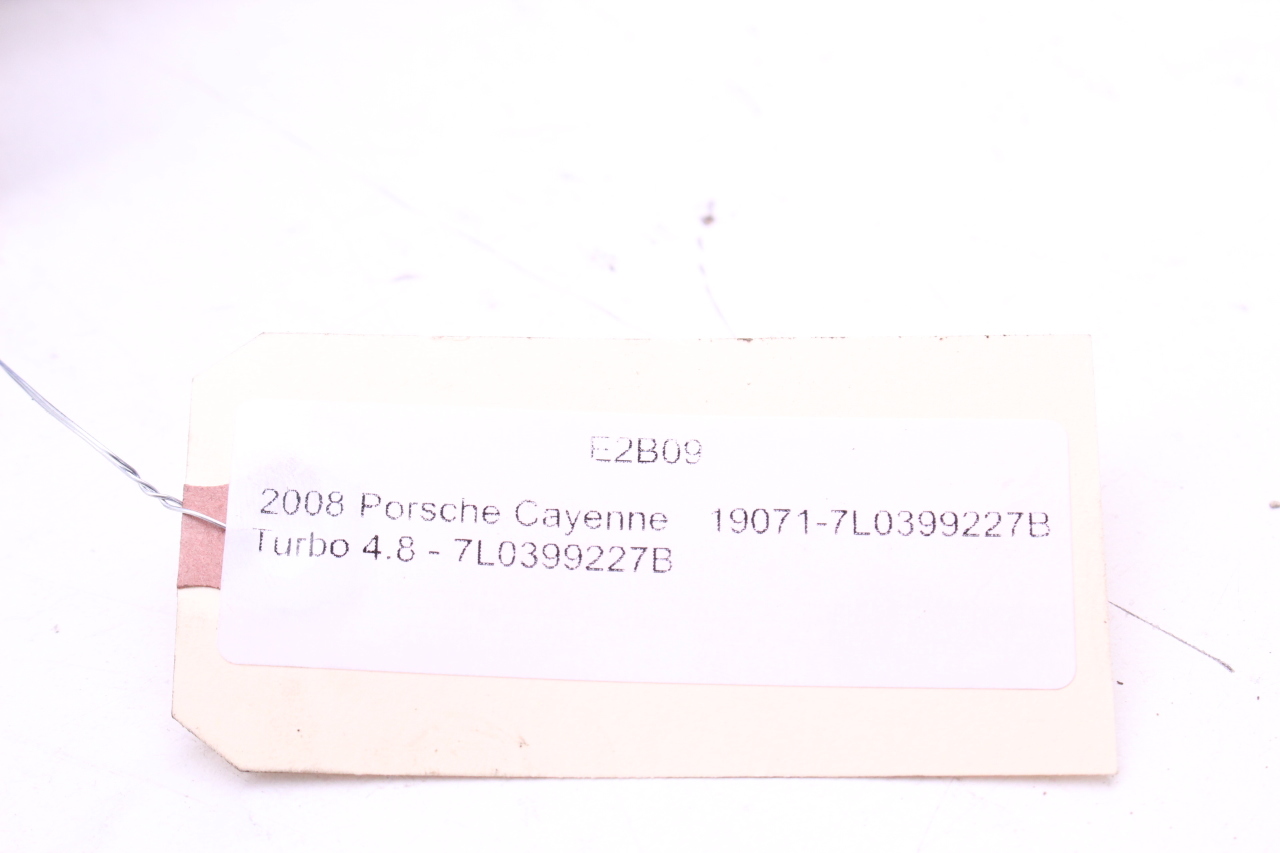 E2B09
2008 Porsche Cayenne 19071-7L0399227B
Turbo 4.8 - 7L0399227B